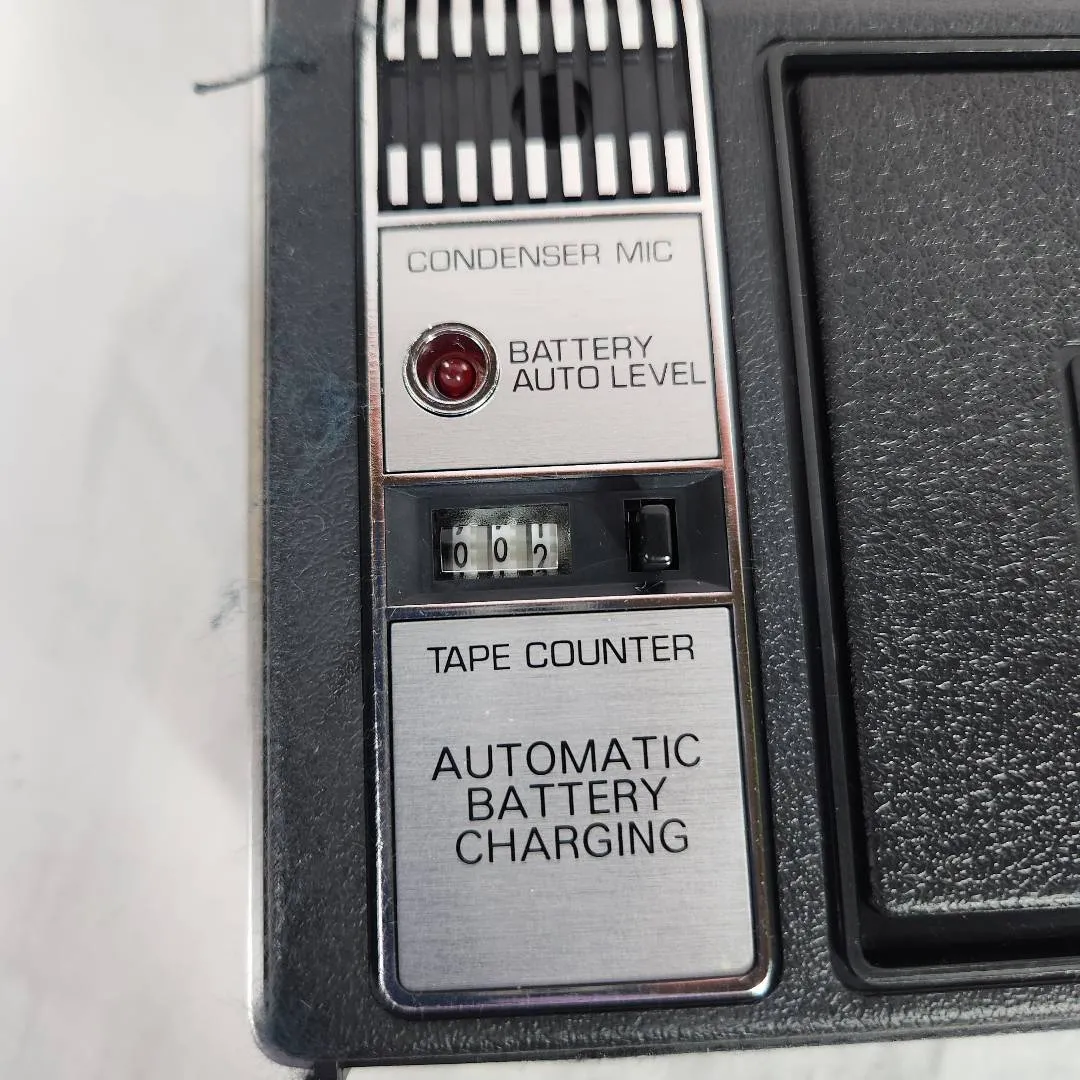 CONDENSER MIC
BATTERY
AUTO LEVEL
002
TAPE COUNTER
AUTOMATIC
BATTERY
CHARGING